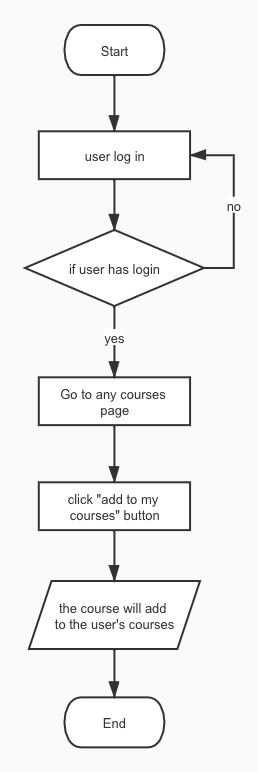 Start
user log in
no
if user has login
yes
Go to any courses
page
click "add to my
courses" button
the course will add
to the user's courses
End